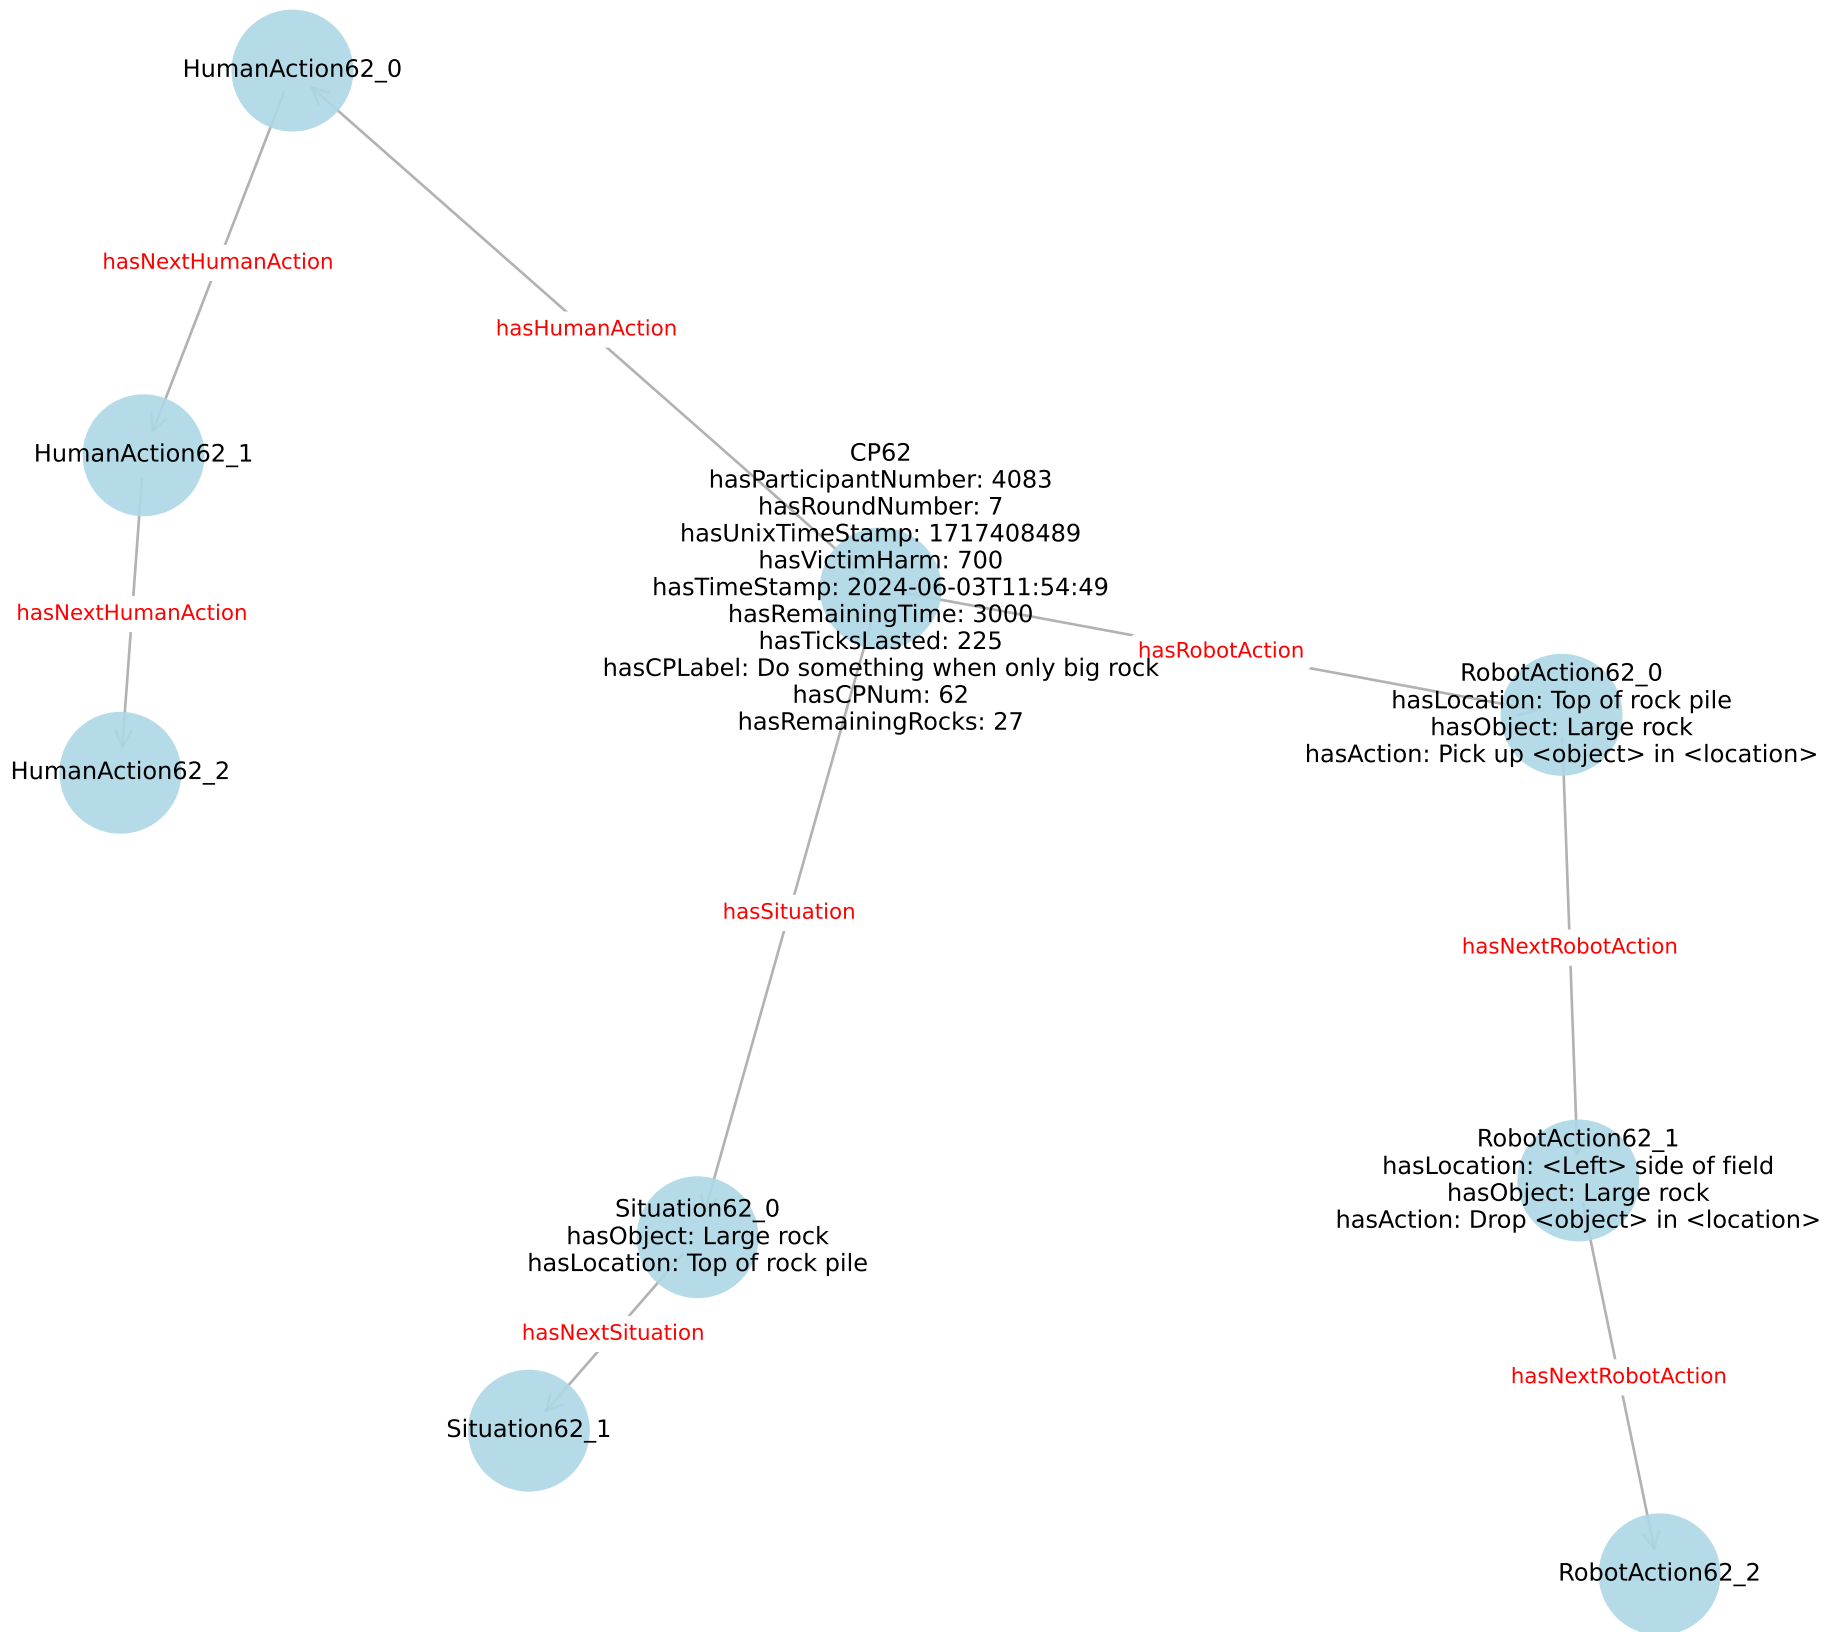 HumanAction62_0
hasNextHumanAction
hasHumanAction
HumanAction62_1
CP62
hasParticipantNumber: 4083
hasRoundNumber: 7
hasUnixTimeStamp: 1717408489
hasVictimHarm: 700
hasTimeStamp: 2024-06-03T11:54:49
hasRemainingTime: 3000
hasTicksLasted: 225
hasCPLabel: Do something when only big rock
hasCPNum: 62
hasRemainingRocks: 27
hasNextHumanAction
hasRobotAction
RobotAction62_0
hasLocation: Top of rock pile
hasObject: Large rock
hasAction: Pick up <object> in <location>
HumanAction62_2
hasSituation
hasNextRobotAction
RobotAction62_1
hasLocation: <Left> side of field
hasObject: Large rock
hasAction: Drop <object> in <location>
Situation62_0
hasObject: Large rock
hasLocation: Top of rock pile
hasNextSituation
hasNextRobotAction
Situation62_1
RobotAction62_2